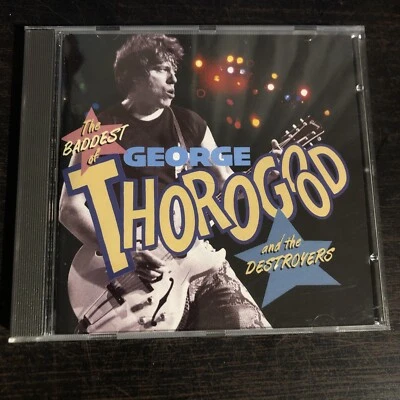 The
BADDEST
of
GEORGE
THOROGOOD
and the
DESTROYERS